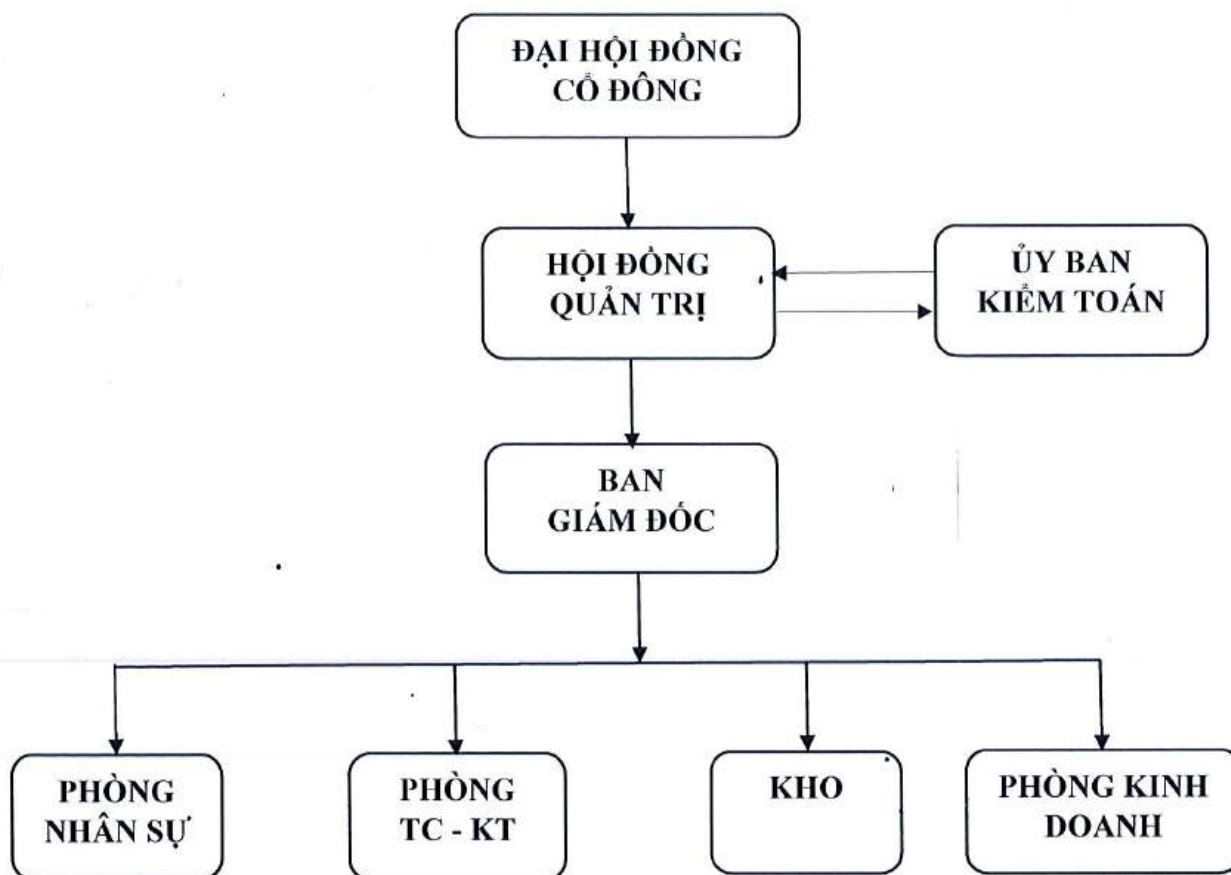 ĐẠI HỘI ĐỒNG
CỔ ĐÔNG
HỘI ĐỒNG
QUẢN TRỊ
ỦY BAN
KIỂM TOÁN
BAN
GIÁM ĐỐC
PHÒNG
NHÂN SỰ
PHÒNG
TC - KT
KHO
PHÒNG KINH
DOANH